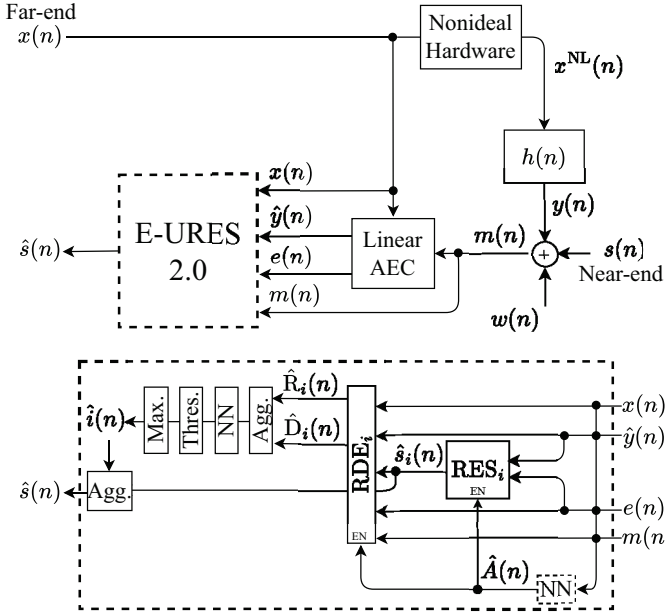 Far-end
x(n)
Nonideal
Hardware
x^NL(n)
h(n)
x(n)
y(n)
ŷ(n)
E-URES
2.0
Linear
AEC
m(n)
ŝ(n)
e(n)
+
s(n)
Near-end
m(n)
w(n)
R̂_i(n)
Max.
Thres.
NN
Agg.
RDE_i
EN
x(n)
î(n)
D̂_i(n)
ŷ(n)
ŝ_i(n)
RES_i
EN
ŝ(n)
Agg.
e(n)
m(n
Â(n)
NN